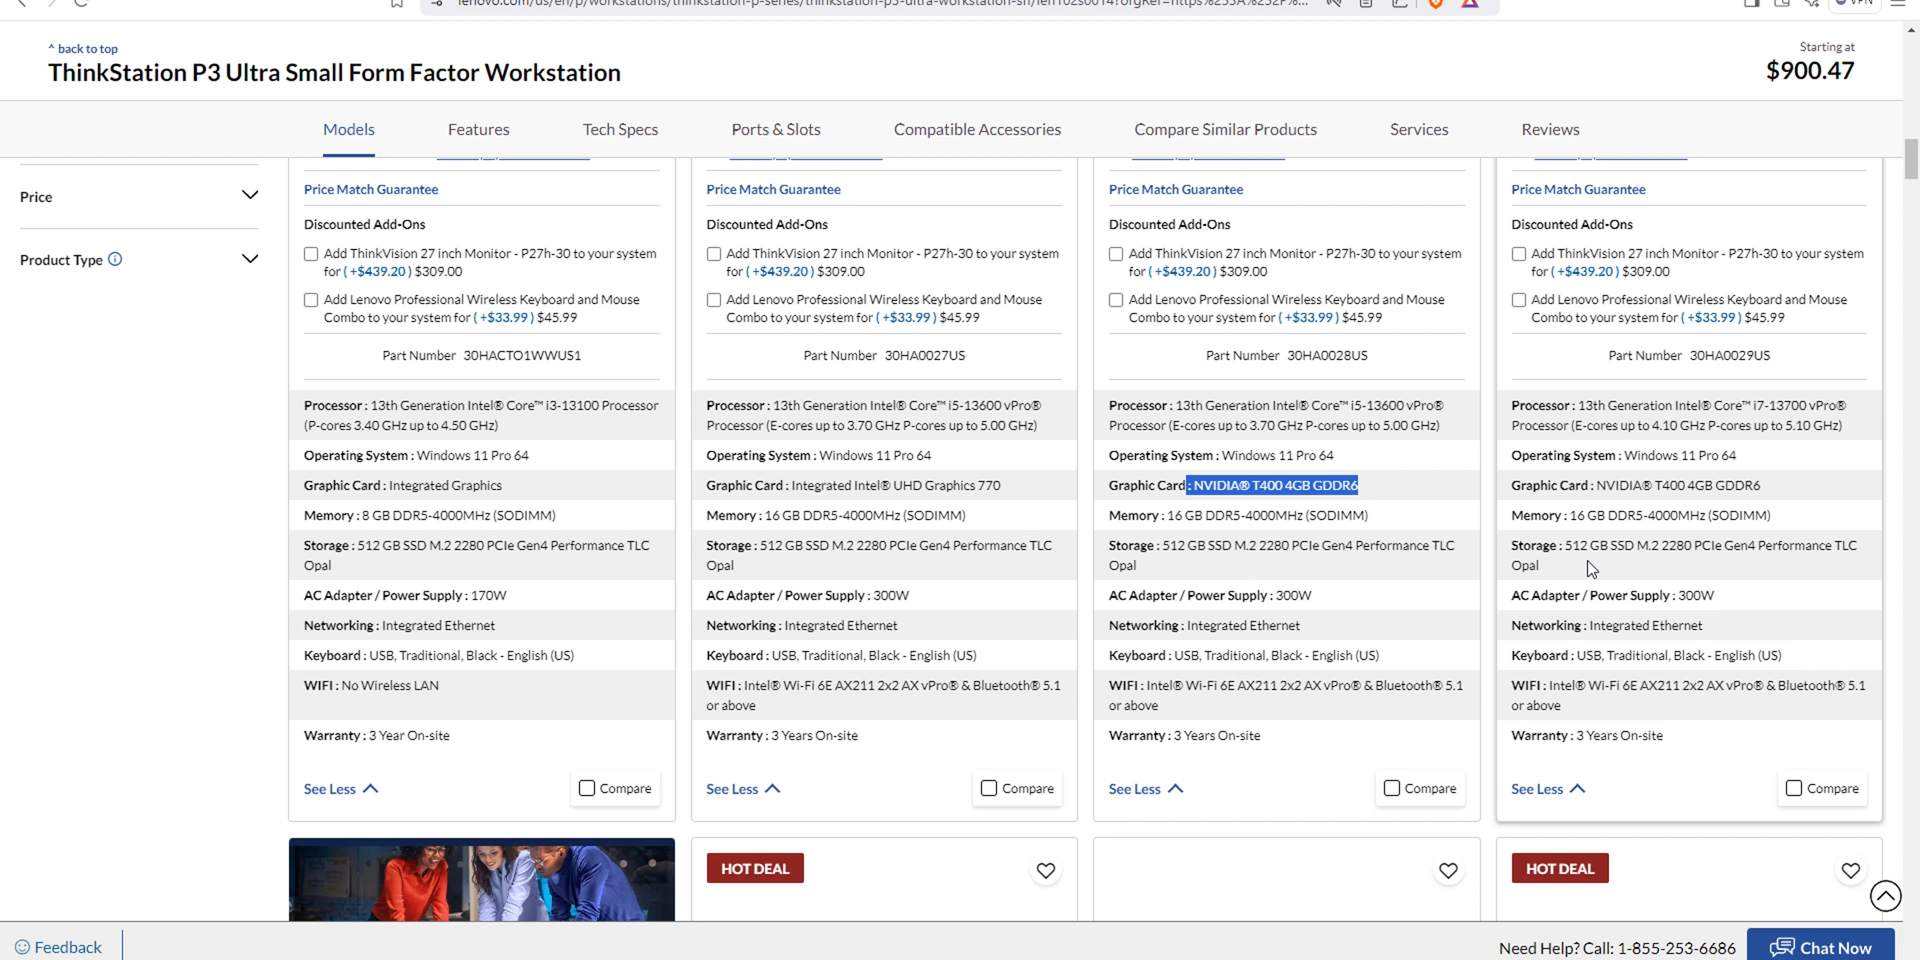 ^ back to top
ThinkStation P3 Ultra Small Form Factor Workstation
Starting at
$900.47
Models
Features
Tech Specs
Ports & Slots
Compatible Accessories
Compare Similar Products
Services
Reviews
Price
Product Type
Price Match Guarantee
Discounted Add-Ons
Add ThinkVision 27 inch Monitor - P27h-30 to your system
for ( +$439.20 ) $309.00
Add Lenovo Professional Wireless Keyboard and Mouse
Combo to your system for ( +$33.99 ) $45.99
Part Number 30HACTO1WWUS1
Processor : 13th Generation Intel® Core™ i3-13100 Processor
(P-cores 3.40 GHz up to 4.50 GHz)
Operating System : Windows 11 Pro 64
Graphic Card : Integrated Graphics
Memory : 8 GB DDR5-4000MHz (SODIMM)
Storage : 512 GB SSD M.2 2280 PCIe Gen4 Performance TLC
Opal
AC Adapter / Power Supply : 170W
Networking : Integrated Ethernet
Keyboard : USB, Traditional, Black - English (US)
WIFI : No Wireless LAN
Warranty : 3 Year On-site
See Less
Compare
Price Match Guarantee
Discounted Add-Ons
Add ThinkVision 27 inch Monitor - P27h-30 to your system
for ( +$439.20 ) $309.00
Add Lenovo Professional Wireless Keyboard and Mouse
Combo to your system for ( +$33.99 ) $45.99
Part Number 30HA0027US
Processor : 13th Generation Intel® Core™ i5-13600 vPro®
Processor (E-cores up to 3.70 GHz P-cores up to 5.00 GHz)
Operating System : Windows 11 Pro 64
Graphic Card : Integrated Intel® UHD Graphics 770
Memory : 16 GB DDR5-4000MHz (SODIMM)
Storage : 512 GB SSD M.2 2280 PCIe Gen4 Performance TLC
Opal
AC Adapter / Power Supply : 300W
Networking : Integrated Ethernet
Keyboard : USB, Traditional, Black - English (US)
WIFI : Intel® Wi-Fi 6E AX211 2x2 AX vPro® & Bluetooth® 5.1
or above
Warranty : 3 Years On-site
See Less
Compare
Price Match Guarantee
Discounted Add-Ons
Add ThinkVision 27 inch Monitor - P27h-30 to your system
for ( +$439.20 ) $309.00
Add Lenovo Professional Wireless Keyboard and Mouse
Combo to your system for ( +$33.99 ) $45.99
Part Number 30HA0028US
Processor : 13th Generation Intel® Core™ i5-13600 vPro®
Processor (E-cores up to 3.70 GHz P-cores up to 5.00 GHz)
Operating System : Windows 11 Pro 64
Graphic Card : NVIDIA® T400 4GB GDDR6
Memory : 16 GB DDR5-4000MHz (SODIMM)
Storage : 512 GB SSD M.2 2280 PCIe Gen4 Performance TLC
Opal
AC Adapter / Power Supply : 300W
Networking : Integrated Ethernet
Keyboard : USB, Traditional, Black - English (US)
WIFI : Intel® Wi-Fi 6E AX211 2x2 AX vPro® & Bluetooth® 5.1
or above
Warranty : 3 Years On-site
See Less
Compare
Price Match Guarantee
Discounted Add-Ons
Add ThinkVision 27 inch Monitor - P27h-30 to your system
for ( +$439.20 ) $309.00
Add Lenovo Professional Wireless Keyboard and Mouse
Combo to your system for ( +$33.99 ) $45.99
Part Number 30HA0029US
Processor : 13th Generation Intel® Core™ i7-13700 vPro®
Processor (E-cores up to 4.10 GHz P-cores up to 5.10 GHz)
Operating System : Windows 11 Pro 64
Graphic Card : NVIDIA® T400 4GB GDDR6
Memory : 16 GB DDR5-4000MHz (SODIMM)
Storage : 512 GB SSD M.2 2280 PCIe Gen4 Performance TLC
Opal
AC Adapter / Power Supply : 300W
Networking : Integrated Ethernet
Keyboard : USB, Traditional, Black - English (US)
WIFI : Intel® Wi-Fi 6E AX211 2x2 AX vPro® & Bluetooth® 5.1
or above
Warranty : 3 Years On-site
See Less
Compare
HOT DEAL
HOT DEAL
Feedback
Need Help? Call: 1-855-253-6686
Chat Now